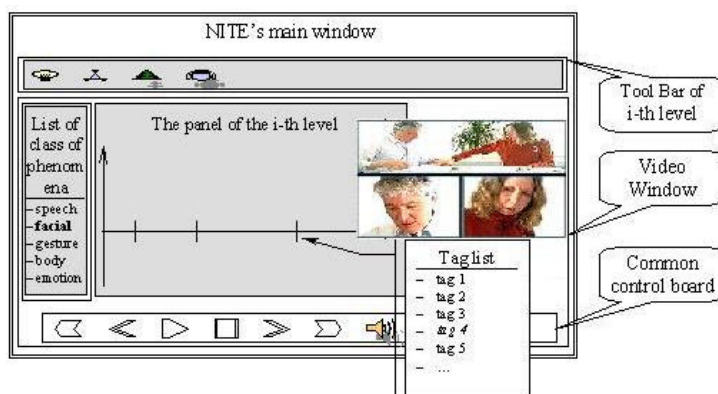 NITE's main window
Tool Bar of
i-th level
List of
class of
phenom
ena
–speech
–facial
–gesture
–body
–emotion
The panel of the i-th level
Video
Window
Taglist
– tag 1
– tag 2
– tag 3
– tag 4
– tag 5
– ...
Common
control board